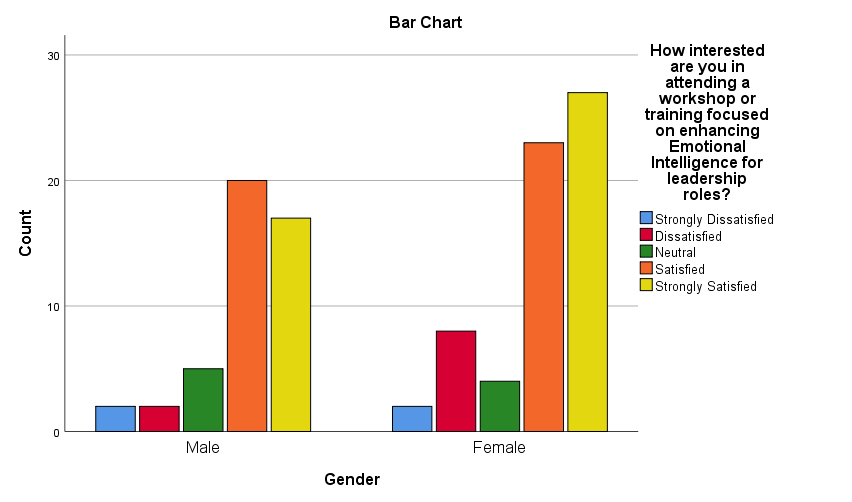 Bar Chart
How interested
are you in
attending a
workshop or
training focused
on enhancing
Emotional
Intelligence for
leadership
roles?
Strongly Dissatisfied
Dissatisfied
Neutral
Satisfied
Strongly Satisfied
Count
30
20
10
0
Male
Female
Gender